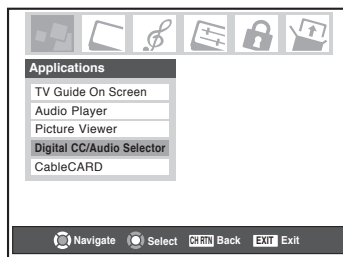 Applications
TV Guide On Screen
Audio Player
Picture Viewer
Digital CC/Audio Selector
CableCARD
Navigate Select CH RTN Back EXIT Exit